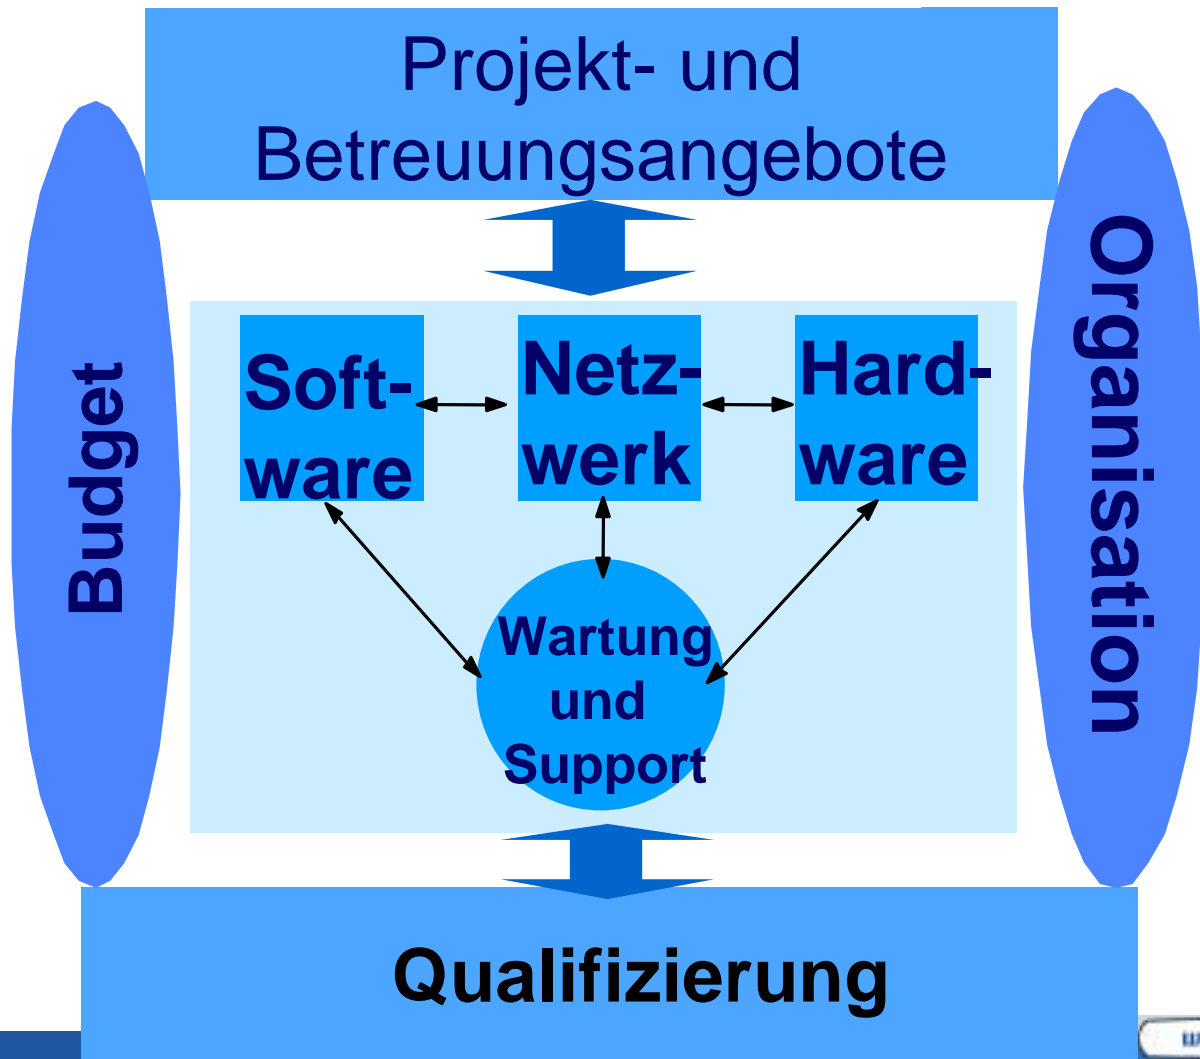 Projekt- und
Betreuungsangebote
Budget
Organisation
Soft-
ware
Netz-
werk
Hard-
ware
Wartung
und
Support
Qualifizierung